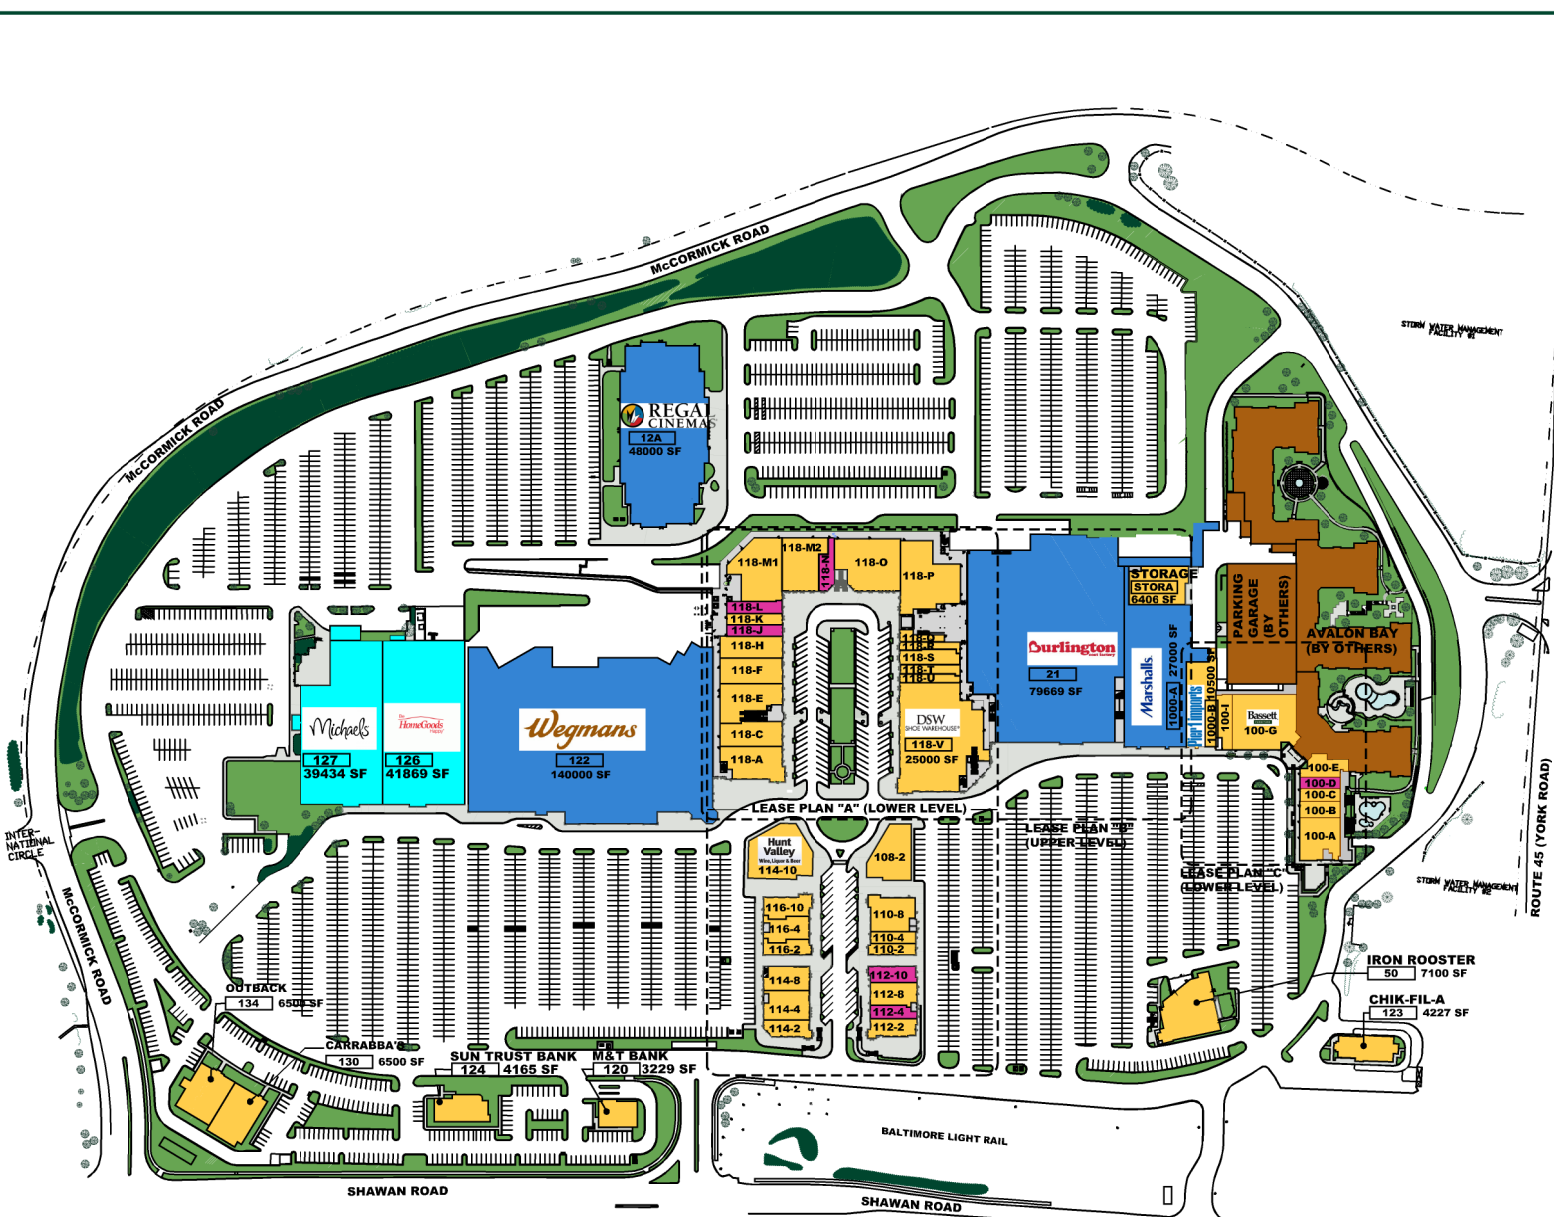 McCORMICK ROAD
STORM WATER MANAGEMENT
FACILITY #1
McCORMICK ROAD
REGAL
CINEMAS
12A
48000 SF
118-M1
118-M2
118-N
118-O
118-P
118-L
118-K
118-J
118-H
118-F
118-E
118-C
118-A
118-R
118-S
118-T
118-U
DSW
SHOE WAREHOUSE
118-V
25000 SF
STORAGE
STORA
6406 SF
Burlington
21
79669 SF
Marshalls
1000-A
27000 SF
Pier 1 imports
1000-B
10500 SF
100-I
Bassett
100-G
PARKING
GARAGE
(BY
OTHERS)
AVALON BAY
(BY OTHERS)
100-E
100-D
100-C
100-B
100-A
Michaels
127
39434 SF
HomeGoods
126
41869 SF
Wegmans
122
140000 SF
LEASE PLAN "A" (LOWER LEVEL)
LEASE PLAN "B"
(UPPER LEVEL)
LEASE PLAN "C"
(LOWER LEVEL)
INTER-
NATIONAL
CIRCLE
McCORMICK ROAD
ROUTE 45 (YORK ROAD)
STORM WATER MANAGEMENT
FACILITY #2
Hunt
Valley
Wine, Liquor & Beer
114-10
108-2
116-10
116-4
116-2
110-8
110-4
110-2
114-8
114-4
114-2
112-10
112-8
112-4
112-2
IRON ROOSTER
50 7100 SF
CHIK-FIL-A
123 4227 SF
OUTBACK
134 6500 SF
CARRABBA'S
130 6500 SF
SUN TRUST BANK
124 4165 SF
M&T BANK
120 3229 SF
BALTIMORE LIGHT RAIL
SHAWAN ROAD
SHAWAN ROAD